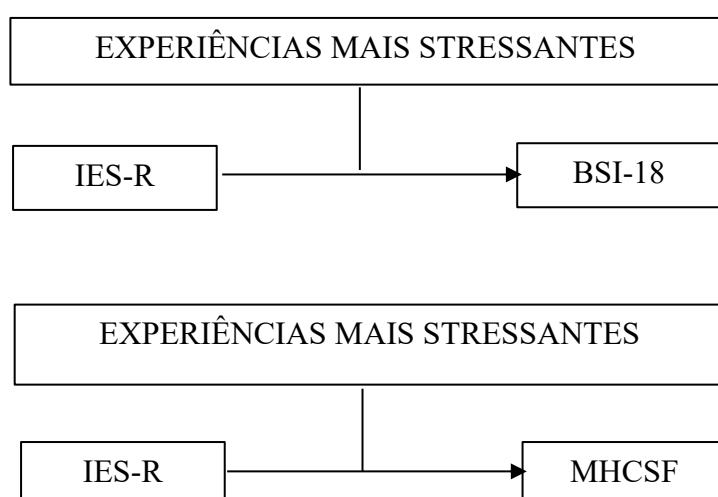 EXPERIÊNCIAS MAIS STRESSANTES
IES-R
BSI-18
EXPERIÊNCIAS MAIS STRESSANTES
IES-R
MHCSF